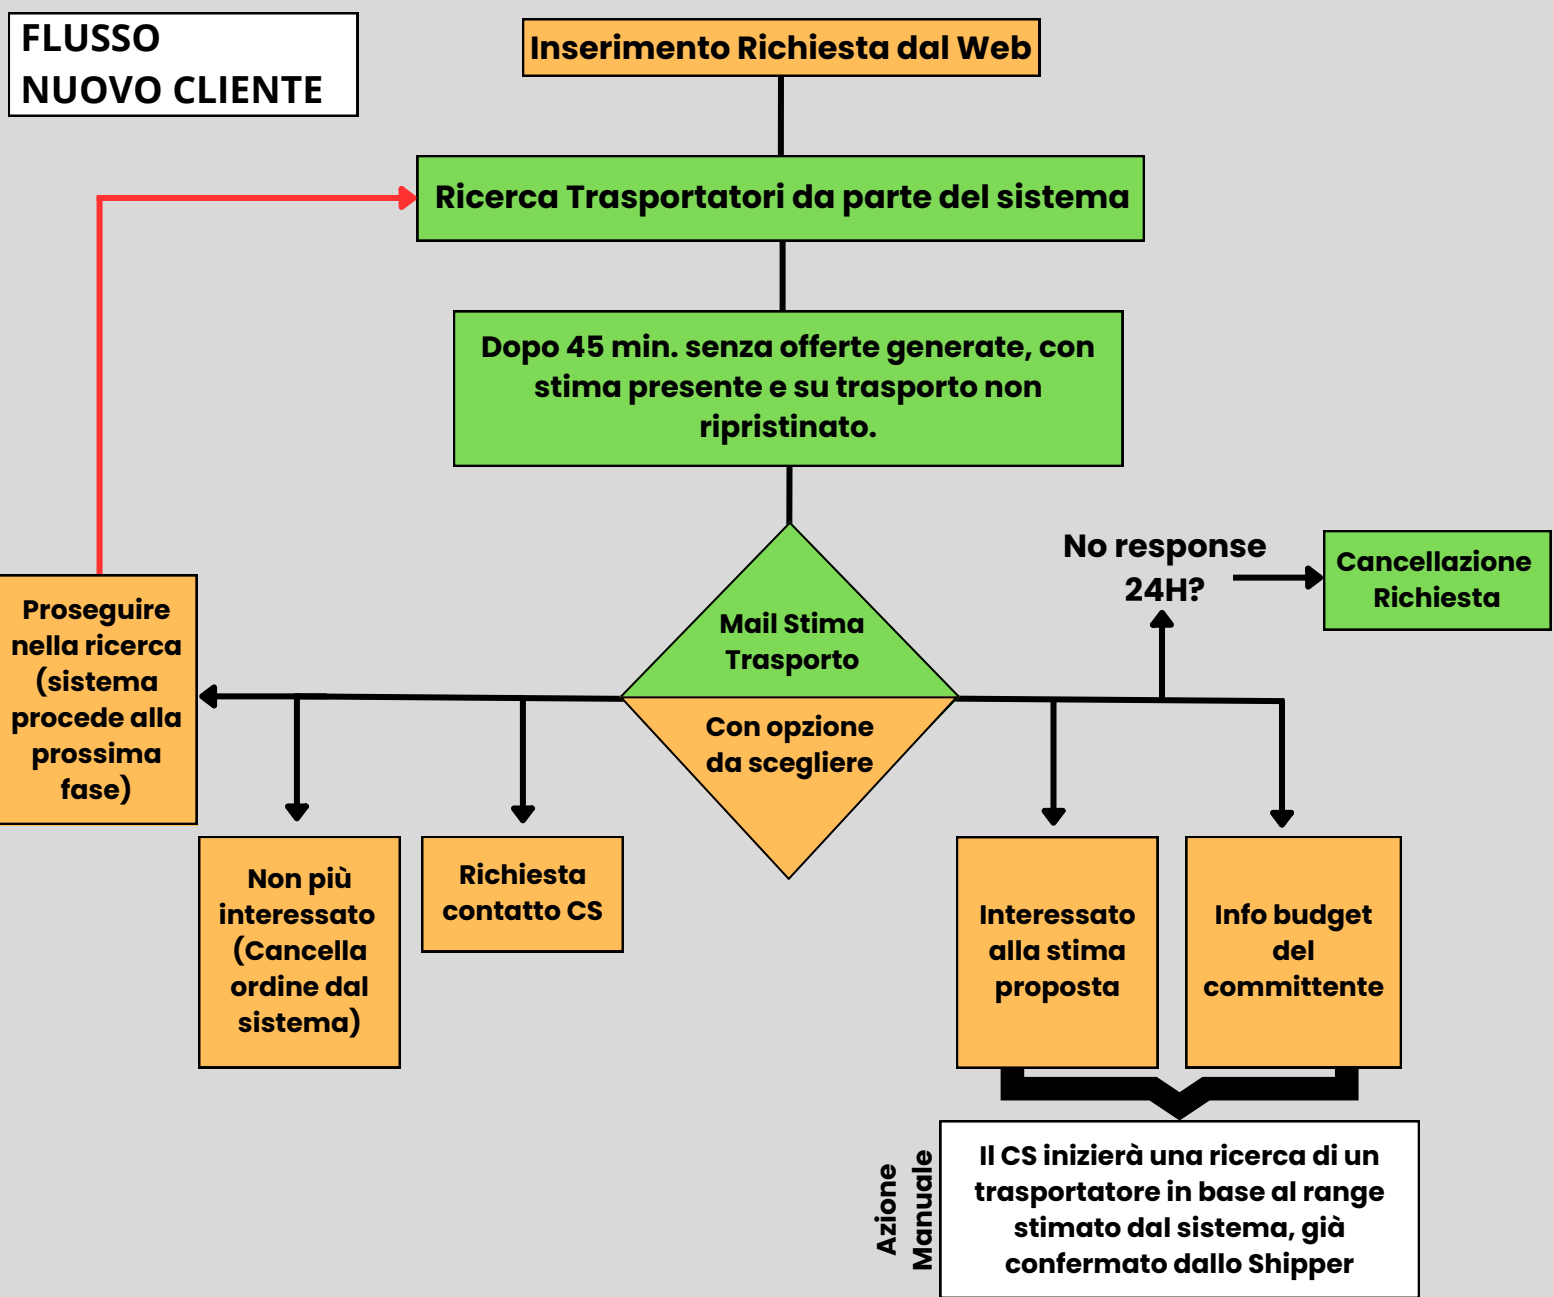 FLUSSO
NUOVO CLIENTE
Inserimento Richiesta dal Web
Ricerca Trasportatori da parte del sistema
Dopo 45 min. senza offerte generate, con
stima presente e su trasporto non
ripristinato.
No response
24H?
Cancellazione
Richiesta
Mail Stima
Trasporto
Con opzione
da scegliere
Proseguire
nella ricerca
(sistema
procede alla
prossima
fase)
Non più
interessato
(Cancella
ordine dal
sistema)
Richiesta
contatto CS
Interessato
alla stima
proposta
Info budget
del
committente
Azione
Manuale
Il CS inizierà una ricerca di un
trasportatore in base al range
stimato dal sistema, già
confermato dallo Shipper